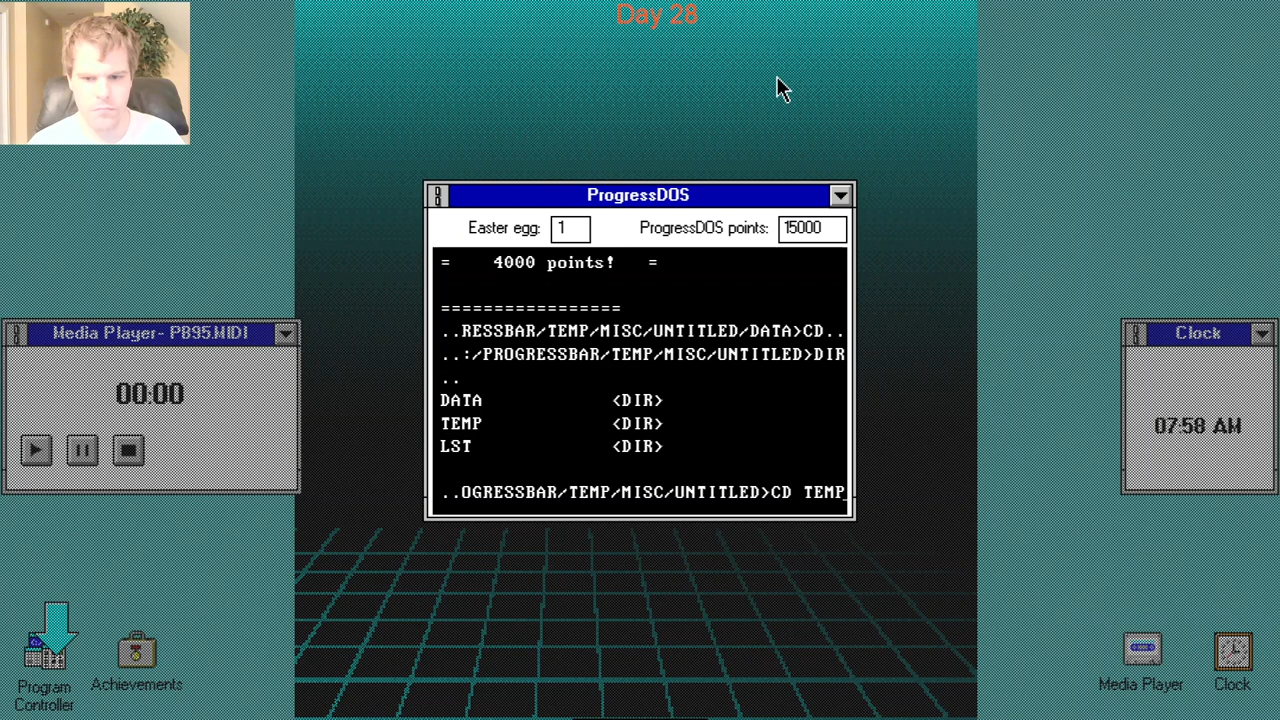 Day 28
ProgressDOS
Easter egg: 1 ProgressDOS points: 15000
= 4000 points! =
=================
..RESSBAR/TEMP/MISC/UNTITLED/DATA>CD..
..:/PROGRESSBAR/TEMP/MISC/UNTITLED>DIR
..
DATA <DIR>
TEMP <DIR>
LST <DIR>
..OGRESSBAR/TEMP/MISC/UNTITLED>CD TEMP_
Media Player- PB95.MID1
00:00
Clock
07:58 AM
Program
Controller
Achievements
Media Player
Clock